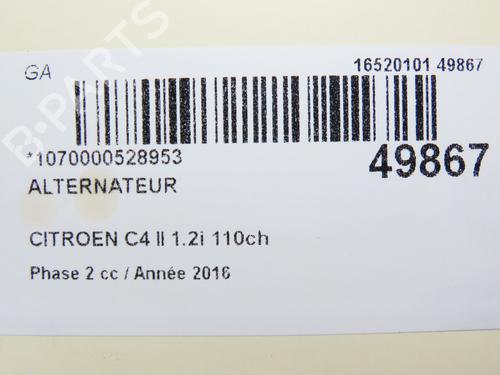 GA
16520101 49867
*1070000528953
49867
ALTERNATEUR
CITROEN C4 II 1.2i 110ch
Phase 2 cc / Année 2016
B-PARTS